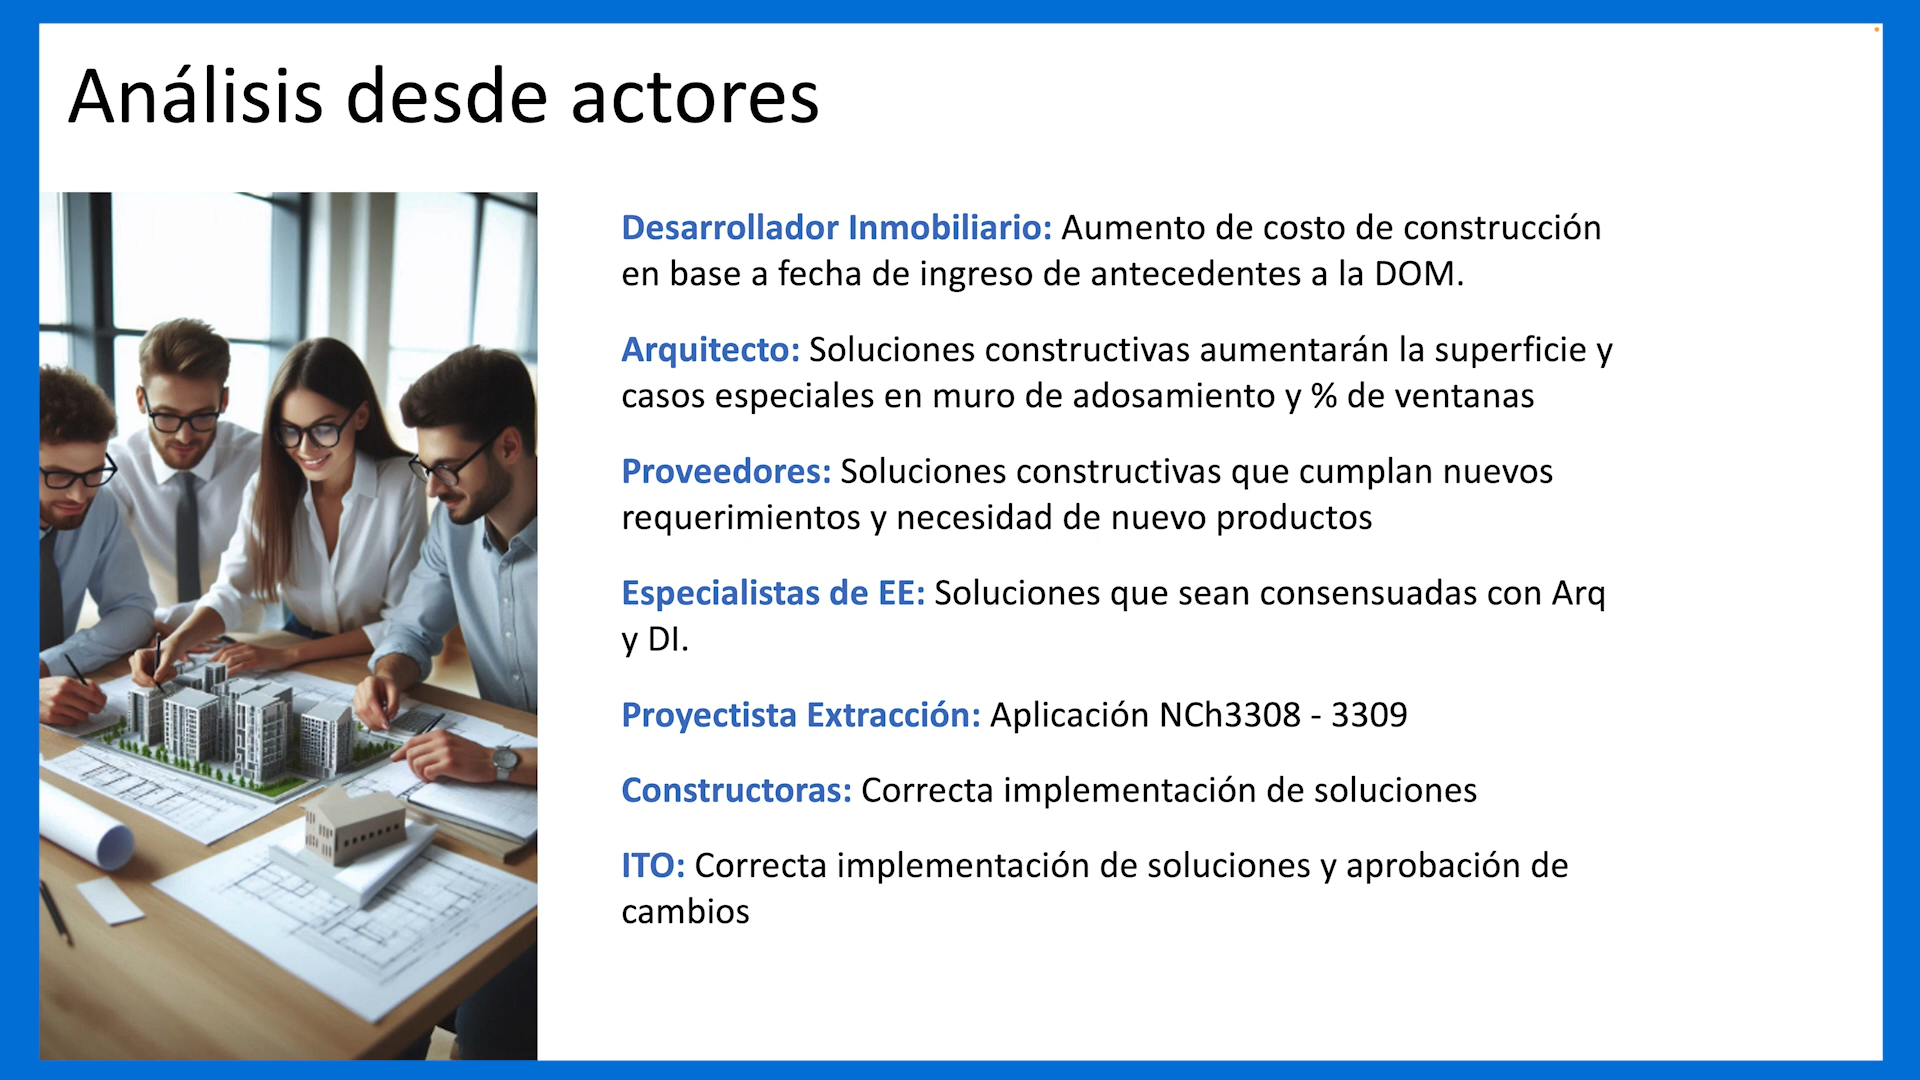 Análisis desde actores
Desarrollador Inmobiliario: Aumento de costo de construcción
en base a fecha de ingreso de antecedentes a la DOM.
Arquitecto: Soluciones constructivas aumentarán la superficie y
casos especiales en muro de adosamiento y % de ventanas
Proveedores: Soluciones constructivas que cumplan nuevos
requerimientos y necesidad de nuevo productos
Especialistas de EE: Soluciones que sean consensuadas con Arq
y DI.
Proyectista Extracción: Aplicación NCh3308 - 3309
Constructoras: Correcta implementación de soluciones
ITO: Correcta implementación de soluciones y aprobación de
cambios